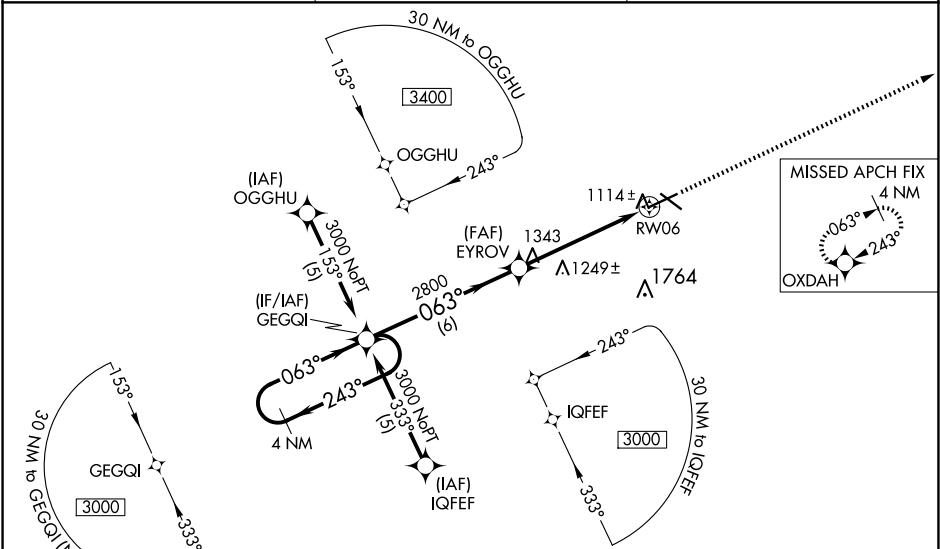 30 NM to OGGHU
153°
3400
OGGHU
243°
(IAF)
OGGHU
3000 NoPT
153°
(5)
(FAF)
EYROV
1343
1249±
1114±
RW06
1764
MISSED APCH FIX
4 NM
063°
243°
OXDAH
(IF/IAF)
GEGQI
2800
063°
(6)
063°
243°
4 NM
3000 NoPT
333°
(5)
(IAF)
IQFEF
243°
IQFEF
3000
30 NM to IQFEF
333°
153°
GEGQI
3000
30 NM to GEGQI
333°